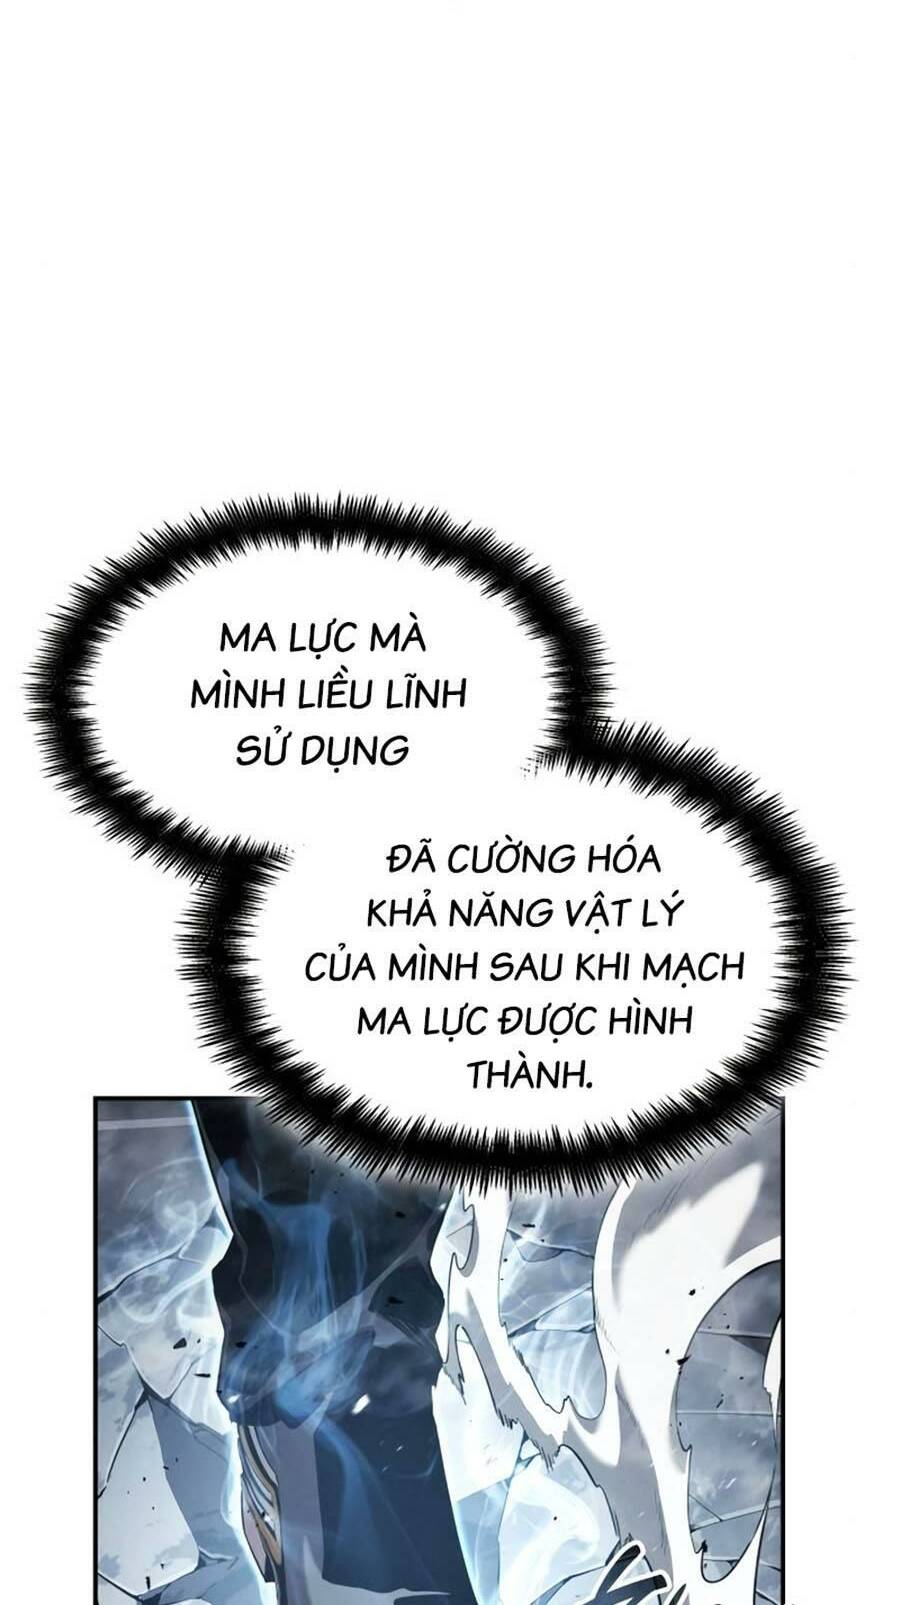 MA LỰC MÀ
MÌNH LIỀU LĨNH
SỬ DỤNG
ĐÃ CƯỜNG HÓA
KHẢ NĂNG VẬT LÝ
CỦA MÌNH SAU KHI MẠCH
MA LỰC ĐƯỢC HÌNH
THÀNH.